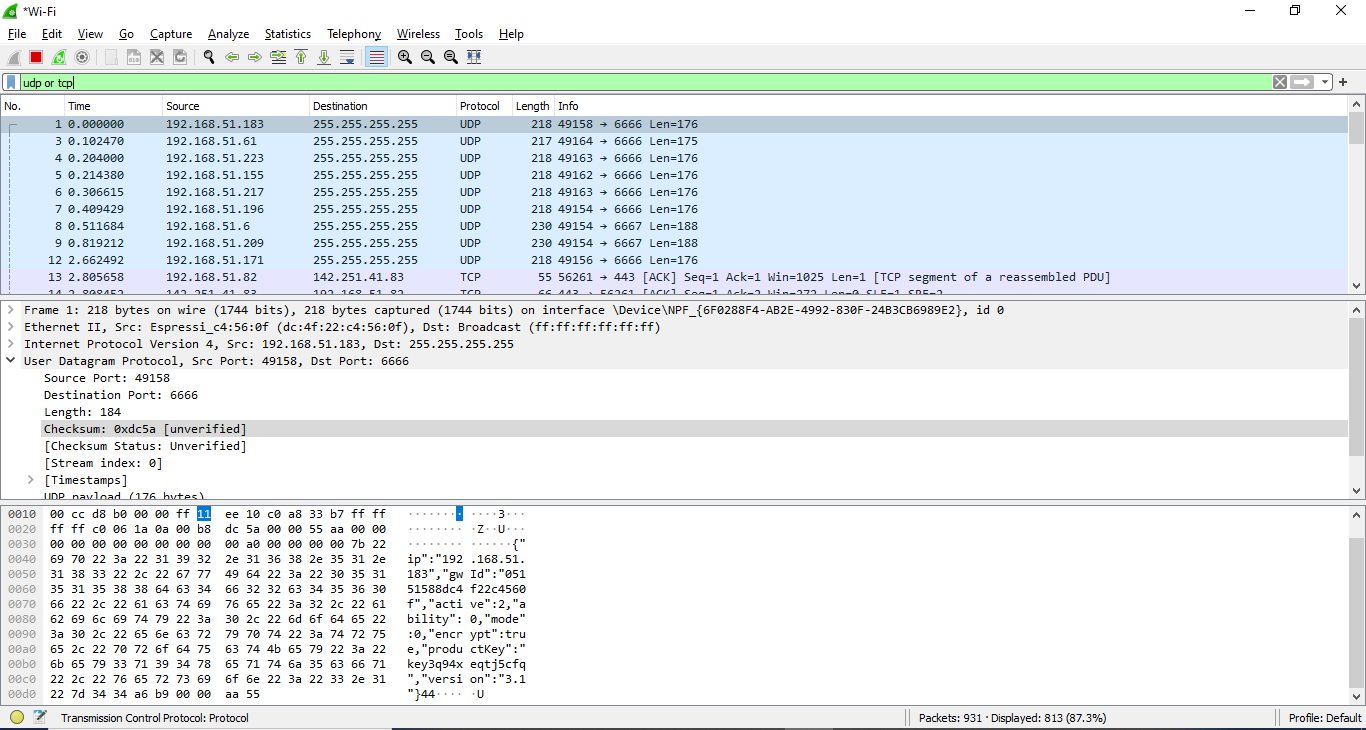 *Wi-Fi
File Edit View Go Capture Analyze Statistics Telephony Wireless Tools Help
udp or tcp
No. Time Source Destination Protocol Length Info
1 0.000000 192.168.51.183 255.255.255.255 UDP 218 49158 → 6666 Len=176
3 0.102470 192.168.51.61 255.255.255.255 UDP 217 49164 → 6666 Len=175
4 0.204000 192.168.51.223 255.255.255.255 UDP 218 49163 → 6666 Len=176
5 0.214380 192.168.51.155 255.255.255.255 UDP 218 49162 → 6666 Len=176
6 0.306615 192.168.51.217 255.255.255.255 UDP 218 49163 → 6666 Len=176
7 0.409429 192.168.51.196 255.255.255.255 UDP 218 49154 → 6666 Len=176
8 0.511684 192.168.51.6 255.255.255.255 UDP 230 49154 → 6667 Len=188
9 0.819212 192.168.51.209 255.255.255.255 UDP 230 49154 → 6667 Len=188
12 2.662492 192.168.51.171 255.255.255.255 UDP 218 49156 → 6666 Len=176
13 2.805658 192.168.51.82 142.251.41.83 TCP 55 56261 → 443 [ACK] Seq=1 Ack=1 Win=1025 Len=1 [TCP segment of a reassembled PDU]
14 2.808452 142.251.41.83 192.168.51.82 TCP 66 443 → 56261 [ACK] Seq=1 Ack=2 Win=272 Len=0 SLE=1 SRE=2
Frame 1: 218 bytes on wire (1744 bits), 218 bytes captured (1744 bits) on interface \Device\NPF_{6F0288F4-AB2E-4992-830F-24B3CB6989E2}, id 0
Ethernet II, Src: Espressi_c4:56:0f (dc:4f:22:c4:56:0f), Dst: Broadcast (ff:ff:ff:ff:ff:ff)
Internet Protocol Version 4, Src: 192.168.51.183, Dst: 255.255.255.255
User Datagram Protocol, Src Port: 49158, Dst Port: 6666
Source Port: 49158
Destination Port: 6666
Length: 184
Checksum: 0xdc5a [unverified]
[Checksum Status: Unverified]
[Stream index: 0]
[Timestamps]
UDP payload (176 bytes)
0010 00 cc d8 b0 00 00 ff 11 ee 10 c0 a8 33 b7 ff ff ········ ····3···
0020 ff ff c0 06 1a 0a 00 b8 dc 5a 00 00 55 aa 00 00 ········ ·Z··U···
0030 00 00 00 00 00 00 00 00 00 a0 00 00 00 00 7b 22 ········ ······{"
0040 69 70 22 3a 22 31 39 32 2e 31 36 38 2e 35 31 2e ip":"192 .168.51.
0050 31 38 33 22 2c 22 67 77 49 64 22 3a 22 30 35 31 183","gw Id":"051
0060 35 31 35 38 38 64 63 34 66 32 32 63 34 35 36 30 51588dc4 f22c4560
0070 66 22 2c 22 61 63 74 69 76 65 22 3a 32 2c 22 61 f","acti ve":2,"a
0080 62 69 6c 69 74 79 22 3a 30 2c 22 6d 6f 64 65 22 bility": 0,"mode"
0090 3a 30 2c 22 65 6e 63 72 79 70 74 22 3a 74 72 75 :0,"encr ypt":tru
00a0 65 2c 22 70 72 6f 64 75 63 74 4b 65 79 22 3a 22 e,"produ ctKey":"
00b0 6b 65 79 33 71 39 34 78 65 71 74 6a 35 63 66 71 key3q94x eqtj5cfq
00c0 22 2c 22 76 65 72 73 69 6f 6e 22 3a 22 33 2e 31 ","versi on":"3.1
00d0 22 7d 34 34 a6 b9 00 00 aa 55 "}44···· ·U
Transmission Control Protocol: Protocol Packets: 931 · Displayed: 813 (87.3%) Profile: Default